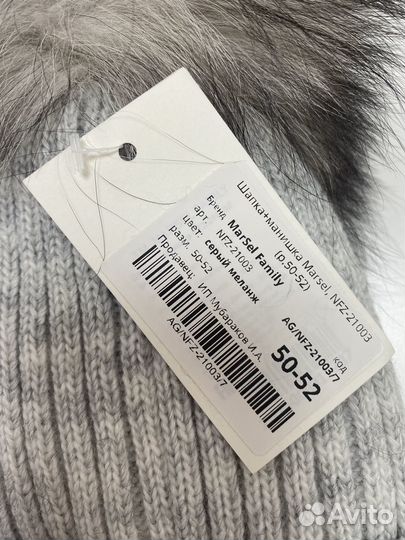 Шапка+манишка Marsel, NFZ-21003
(р.50-52)
Бренд MarSel Family
арт. NFZ-21003
цвет. серый меланж
разм. 50-52
Продавец: ИП Мубараков И.А.
AG/NFZ-21003/7
код
AG/NFZ-21003/7
50-52
Avito